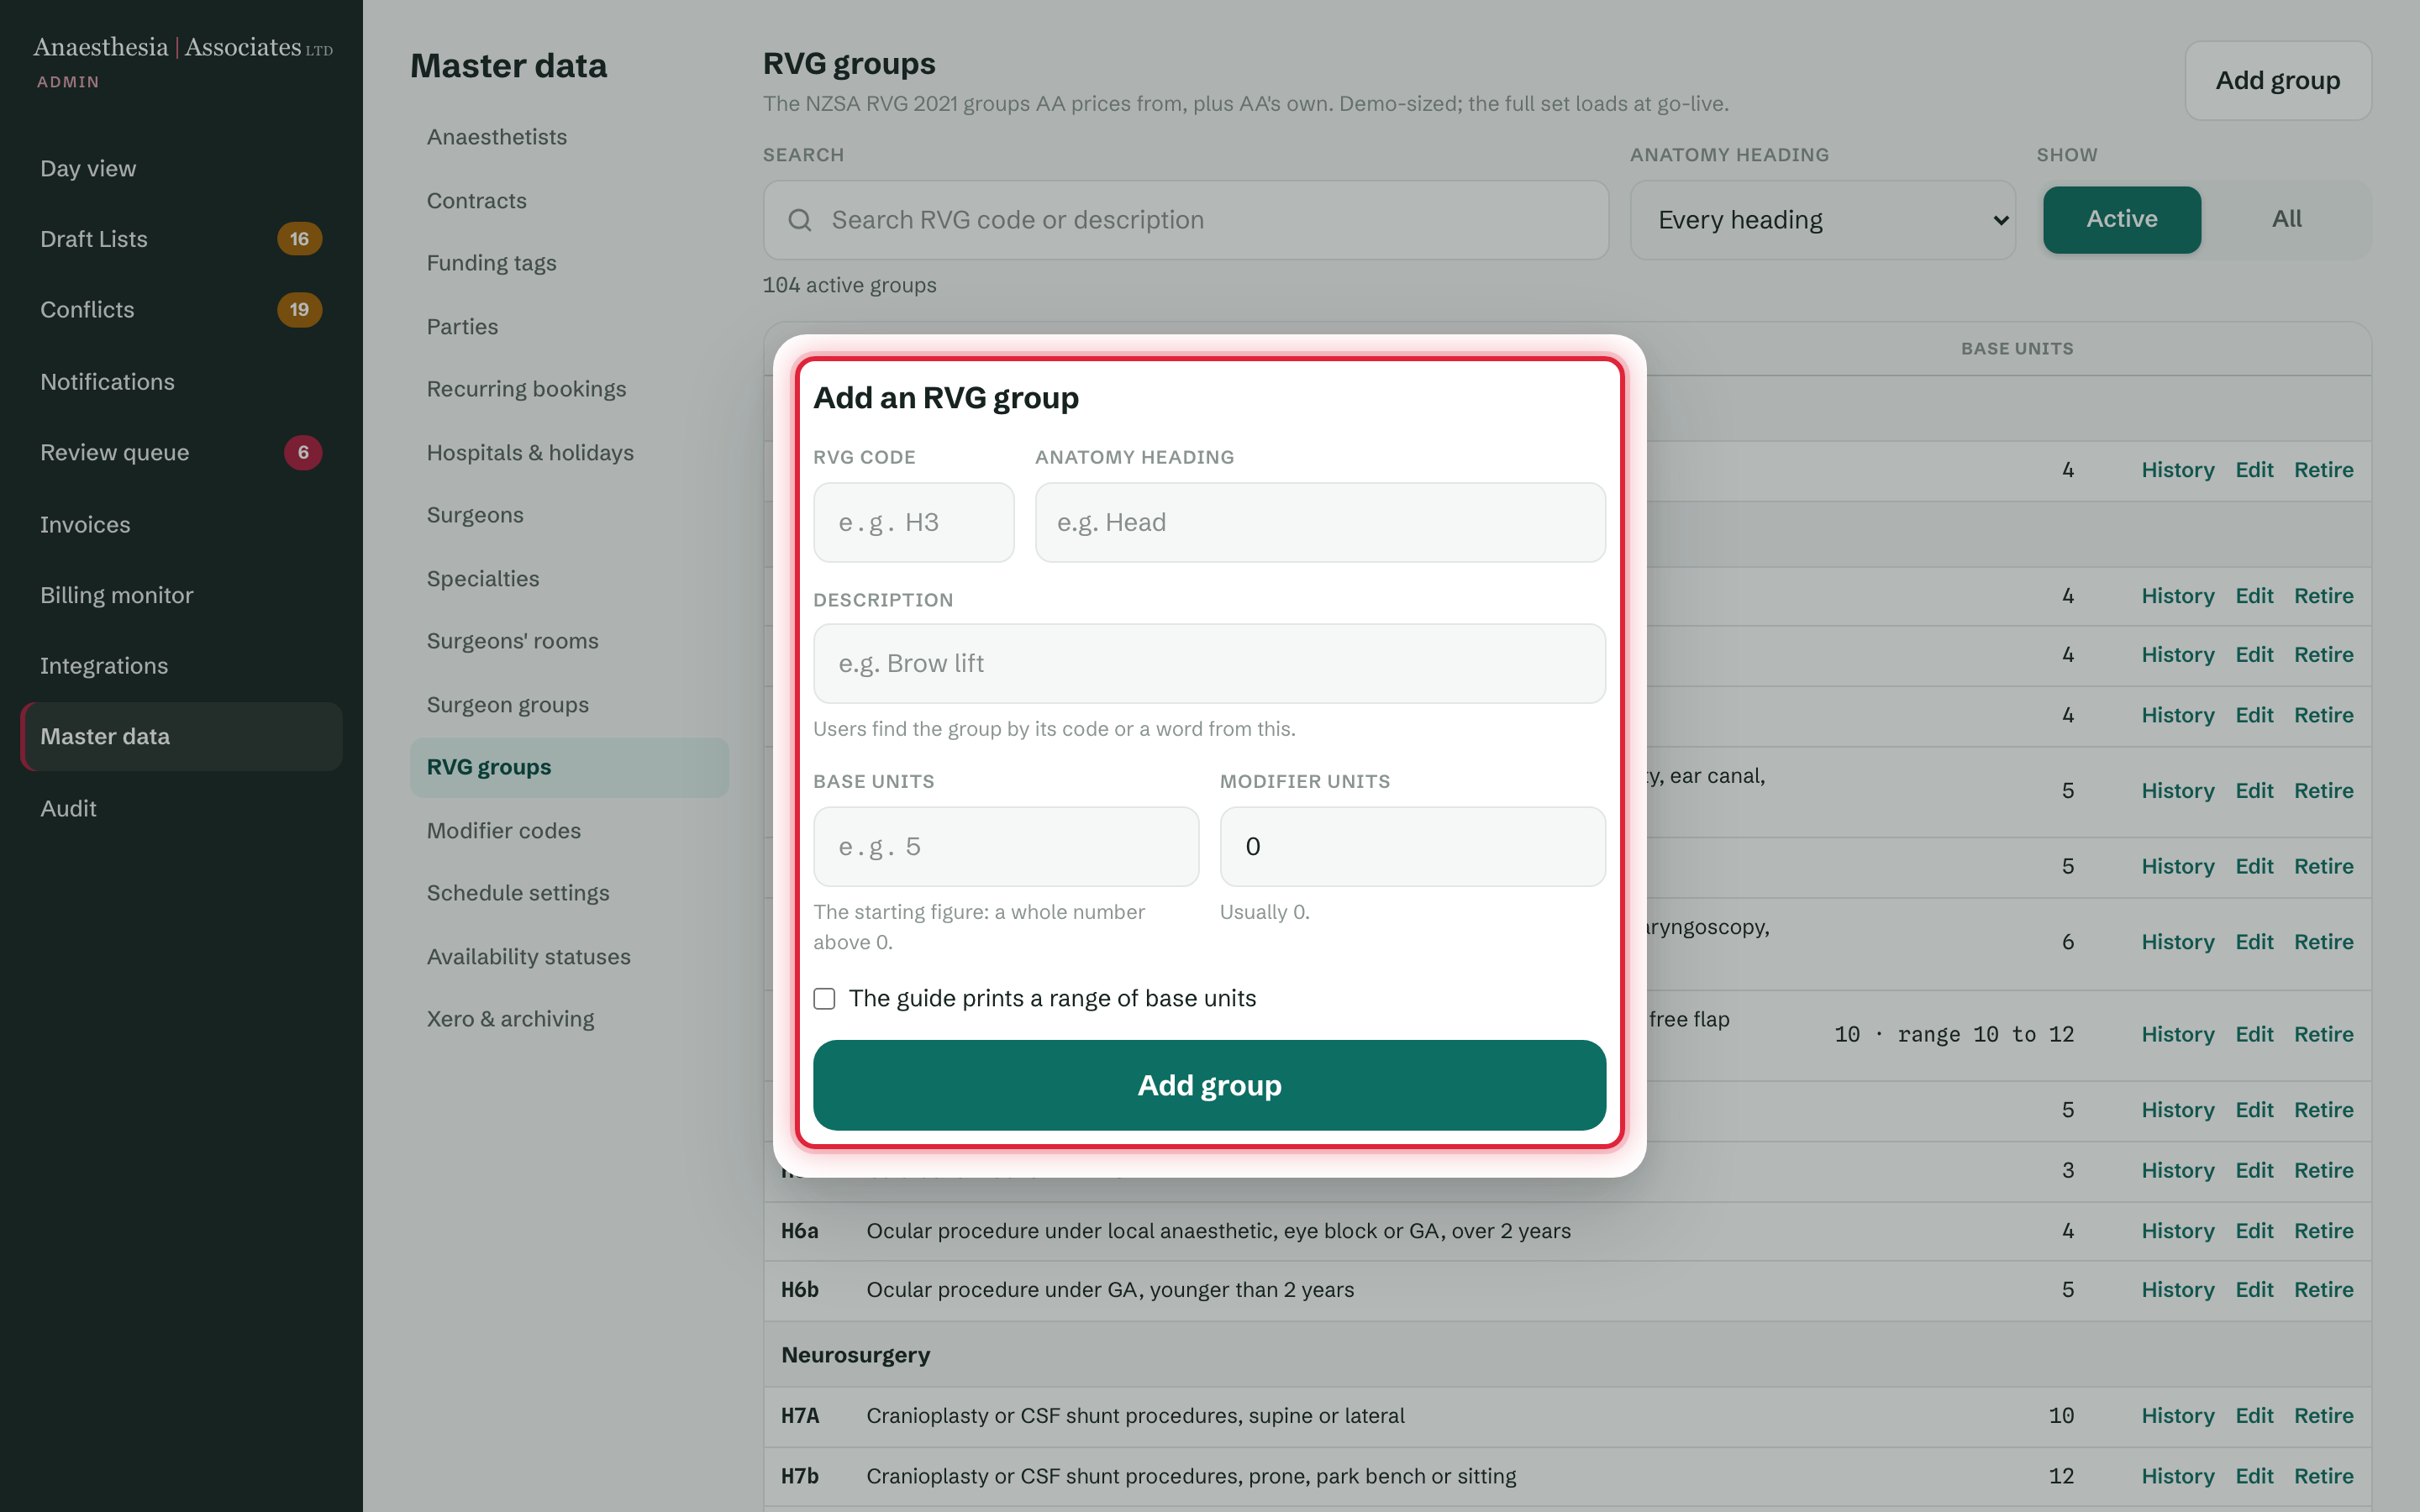 Anaesthesia | Associates LTD
ADMIN
Day view
Draft Lists 16
Conflicts 19
Notifications
Review queue 6
Invoices
Billing monitor
Integrations
Master data
Audit
Master data
Anaesthetists
Contracts
Funding tags
Parties
Recurring bookings
Hospitals & holidays
Surgeons
Specialties
Surgeons' rooms
Surgeon groups
RVG groups
Modifier codes
Schedule settings
Availability statuses
Xero & archiving
RVG groups
The NZSA RVG 2021 groups AA prices from, plus AA's own. Demo-sized; the full set loads at go-live.
Add group
SEARCH
ANATOMY HEADING
SHOW
Search RVG code or description
Every heading
Active
All
104 active groups
BASE UNITS
4 History Edit Retire
4 History Edit Retire
4 History Edit Retire
4 History Edit Retire
ear canal,
5 History Edit Retire
5 History Edit Retire
6 History Edit Retire
free flap
10 · range 10 to 12 History Edit Retire
5 History Edit Retire
3 History Edit Retire
H6a Ocular procedure under local anaesthetic, eye block or GA, over 2 years 4 History Edit Retire
H6b Ocular procedure under GA, younger than 2 years 5 History Edit Retire
Neurosurgery
H7A Cranioplasty or CSF shunt procedures, supine or lateral 10 History Edit Retire
H7b Cranioplasty or CSF shunt procedures, prone, park bench or sitting 12 History Edit Retire
Add an RVG group
RVG CODE
ANATOMY HEADING
e.g. H3
e.g. Head
DESCRIPTION
e.g. Brow lift
Users find the group by its code or a word from this.
BASE UNITS
MODIFIER UNITS
e.g. 5
0
The starting figure: a whole number
above 0.
Usually 0.
The guide prints a range of base units
Add group